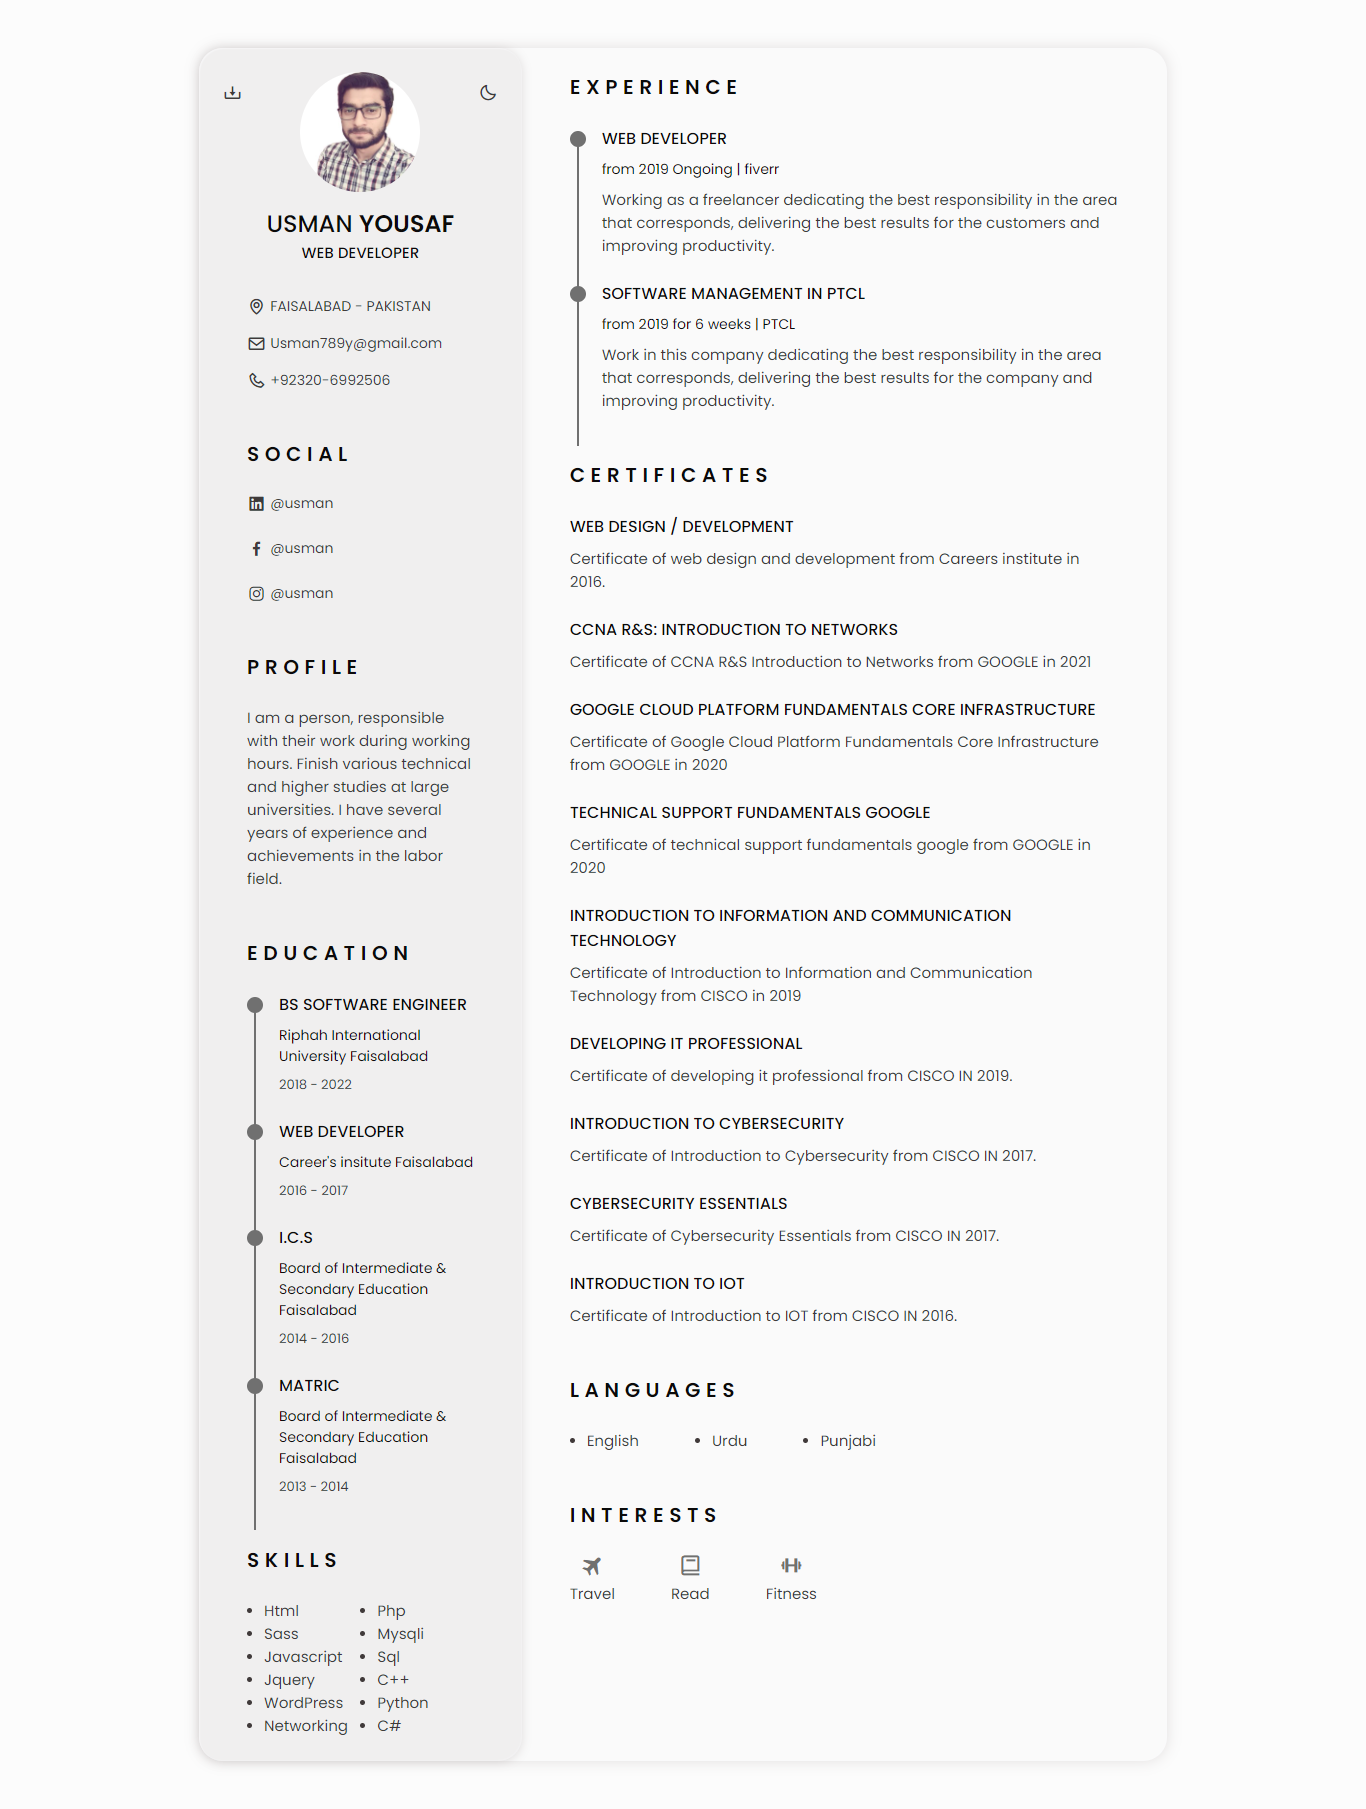 USMAN YOUSAF
WEB DEVELOPER
FAISALABAD - PAKISTAN
Usman789y@gmail.com
+92320-6992506
SOCIAL
@usman
@usman
@usman
PROFILE
I am a person, responsible
with their work during working
hours. Finish various technical
and higher studies at large
universities. I have several
years of experience and
achievements in the labor
field.
EDUCATION
BS SOFTWARE ENGINEER
Riphah International
University Faisalabad
2018 - 2022
WEB DEVELOPER
Career's insitute Faisalabad
2016 - 2017
I.C.S
Board of Intermediate &
Secondary Education
Faisalabad
2014 - 2016
MATRIC
Board of Intermediate &
Secondary Education
Faisalabad
2013 - 2014
SKILLS
• Html
• Sass
• Javascript
• Jquery
• WordPress
• Networking
• Php
• Mysqli
• Sql
• C++
• Python
• C#
EXPERIENCE
WEB DEVELOPER
from 2019 Ongoing | fiverr
Working as a freelancer dedicating the best responsibility in the area
that corresponds, delivering the best results for the customers and
improving productivity.
SOFTWARE MANAGEMENT IN PTCL
from 2019 for 6 weeks | PTCL
Work in this company dedicating the best responsibility in the area
that corresponds, delivering the best results for the company and
improving productivity.
CERTIFICATES
WEB DESIGN / DEVELOPMENT
Certificate of web design and development from Careers institute in
2016.
CCNA R&S: INTRODUCTION TO NETWORKS
Certificate of CCNA R&S Introduction to Networks from GOOGLE in 2021
GOOGLE CLOUD PLATFORM FUNDAMENTALS CORE INFRASTRUCTURE
Certificate of Google Cloud Platform Fundamentals Core Infrastructure
from GOOGLE in 2020
TECHNICAL SUPPORT FUNDAMENTALS GOOGLE
Certificate of technical support fundamentals google from GOOGLE in
2020
INTRODUCTION TO INFORMATION AND COMMUNICATION
TECHNOLOGY
Certificate of Introduction to Information and Communication
Technology from CISCO in 2019
DEVELOPING IT PROFESSIONAL
Certificate of developing it professional from CISCO IN 2019.
INTRODUCTION TO CYBERSECURITY
Certificate of Introduction to Cybersecurity from CISCO IN 2017.
CYBERSECURITY ESSENTIALS
Certificate of Cybersecurity Essentials from CISCO IN 2017.
INTRODUCTION TO IOT
Certificate of Introduction to IOT from CISCO IN 2016.
LANGUAGES
• English • Urdu • Punjabi
INTERESTS
Travel Read Fitness